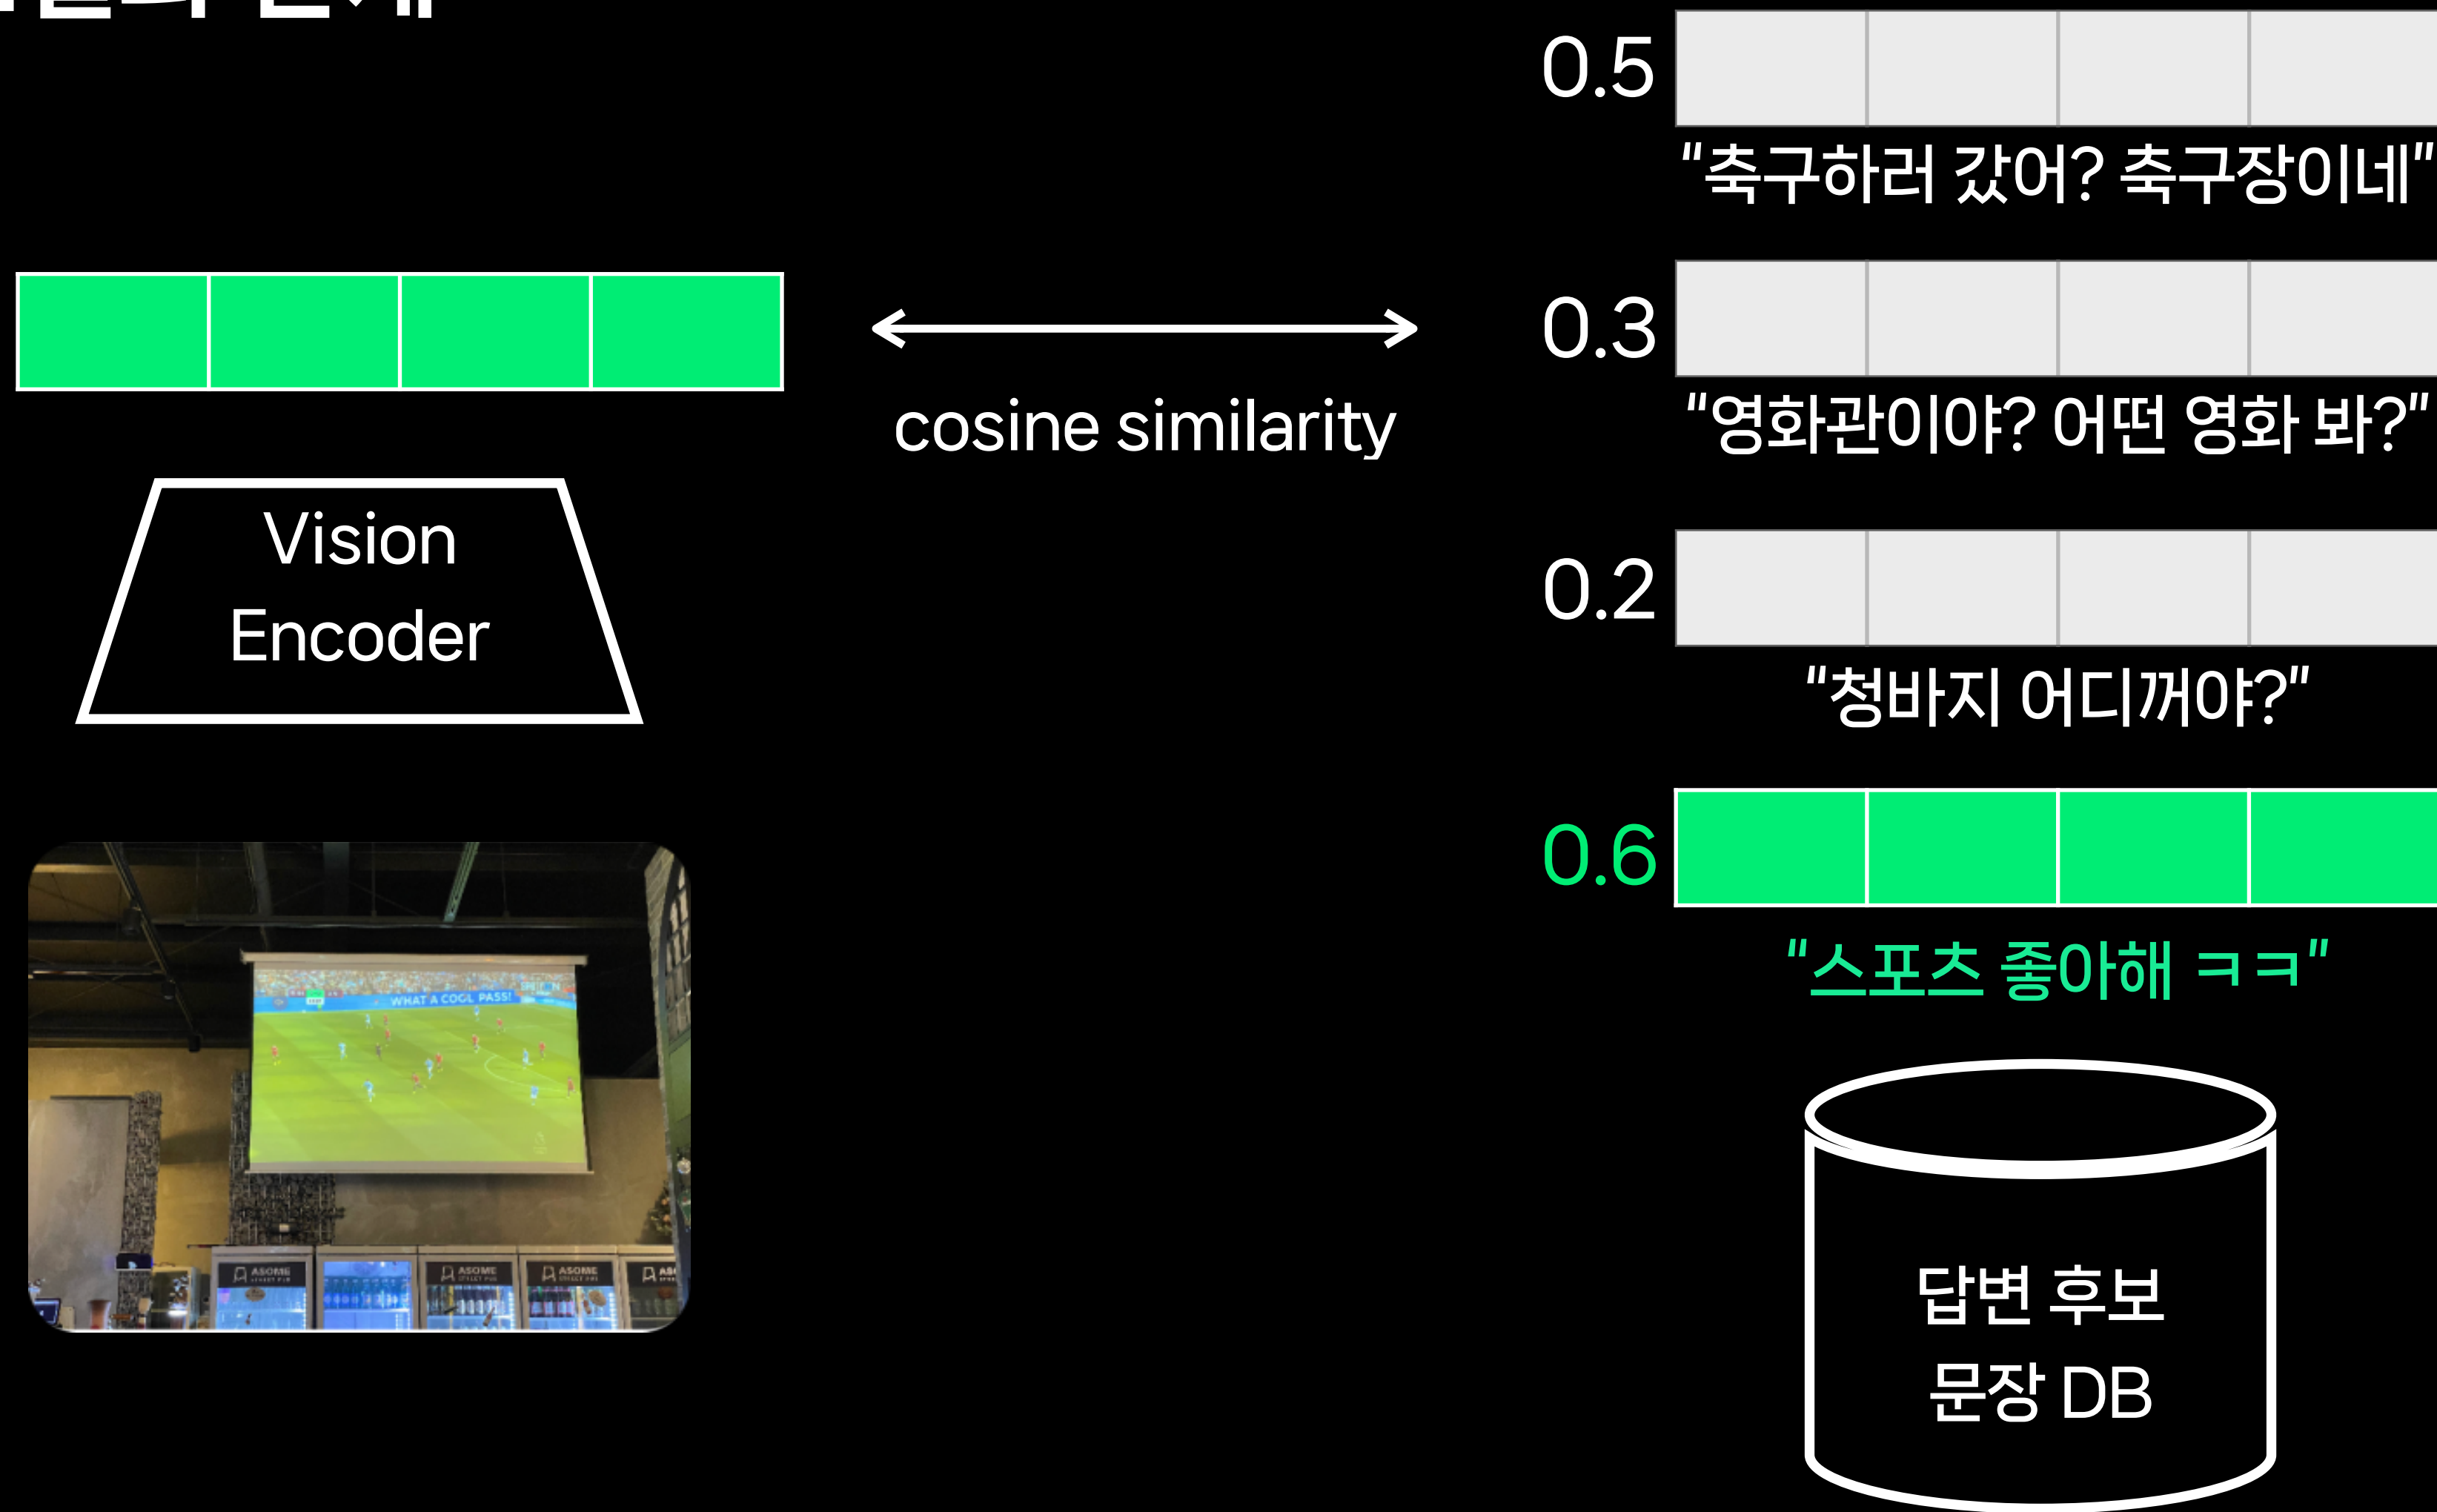 0.5
"축구하러 갔어? 축구장이네"
0.3
"영화관이야? 어떤 영화 봐?"
cosine similarity
Vision
Encoder
0.2
"청바지 어디꺼야?"
0.6
"스포츠 좋아해 ㅋㅋ"
WHAT A COOL PASS!
ASOME
ASOME
ASOME
답변 후보
문장 DB